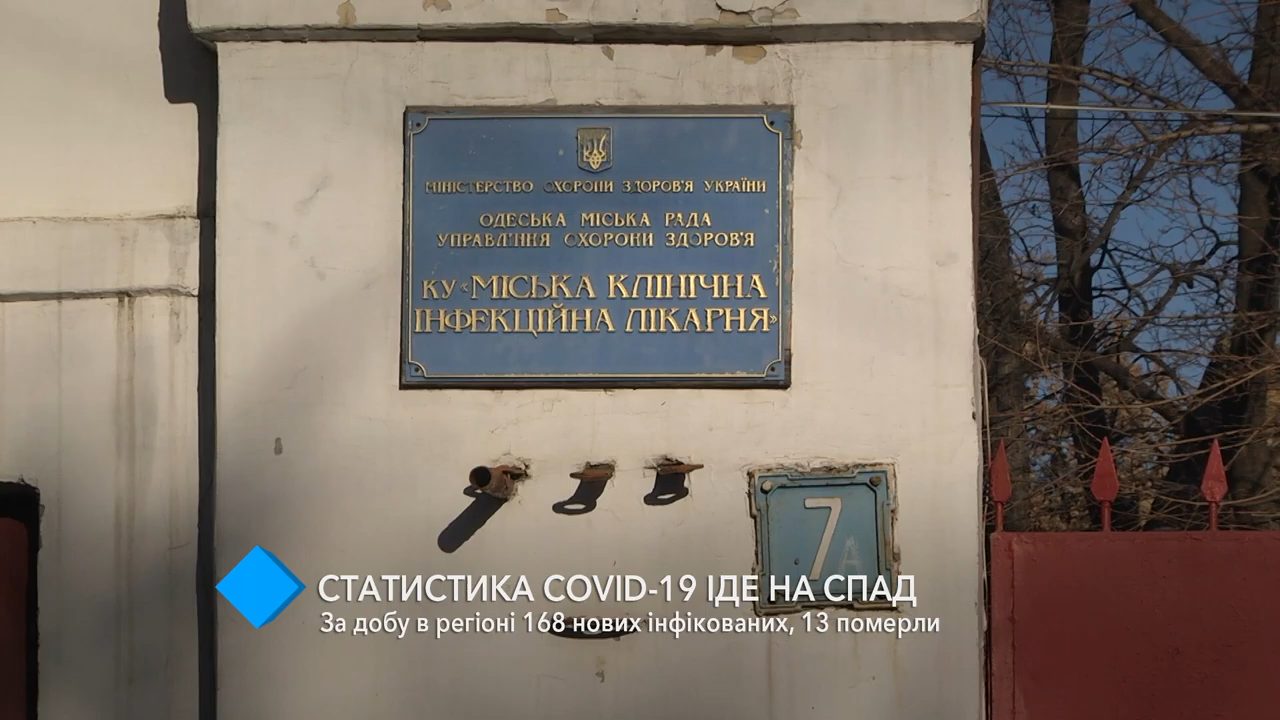 МІНІСТЕРСТВО ОХОРОНИ ЗДОРОВ'Я УКРАЇНИ
ОДЕСЬКА МІСЬКА РАДА
УПРАВЛІННЯ ОХОРОНИ ЗДОРОВ'Я
КУ «МІСЬКА КЛІНІЧНА
ІНФЕКЦІЙНА ЛІКАРНЯ»
7А
СТАТИСТИКА COVID-19 ІДЕ НА СПАД
За добу в регіоні 168 нових інфікованих, 13 померли